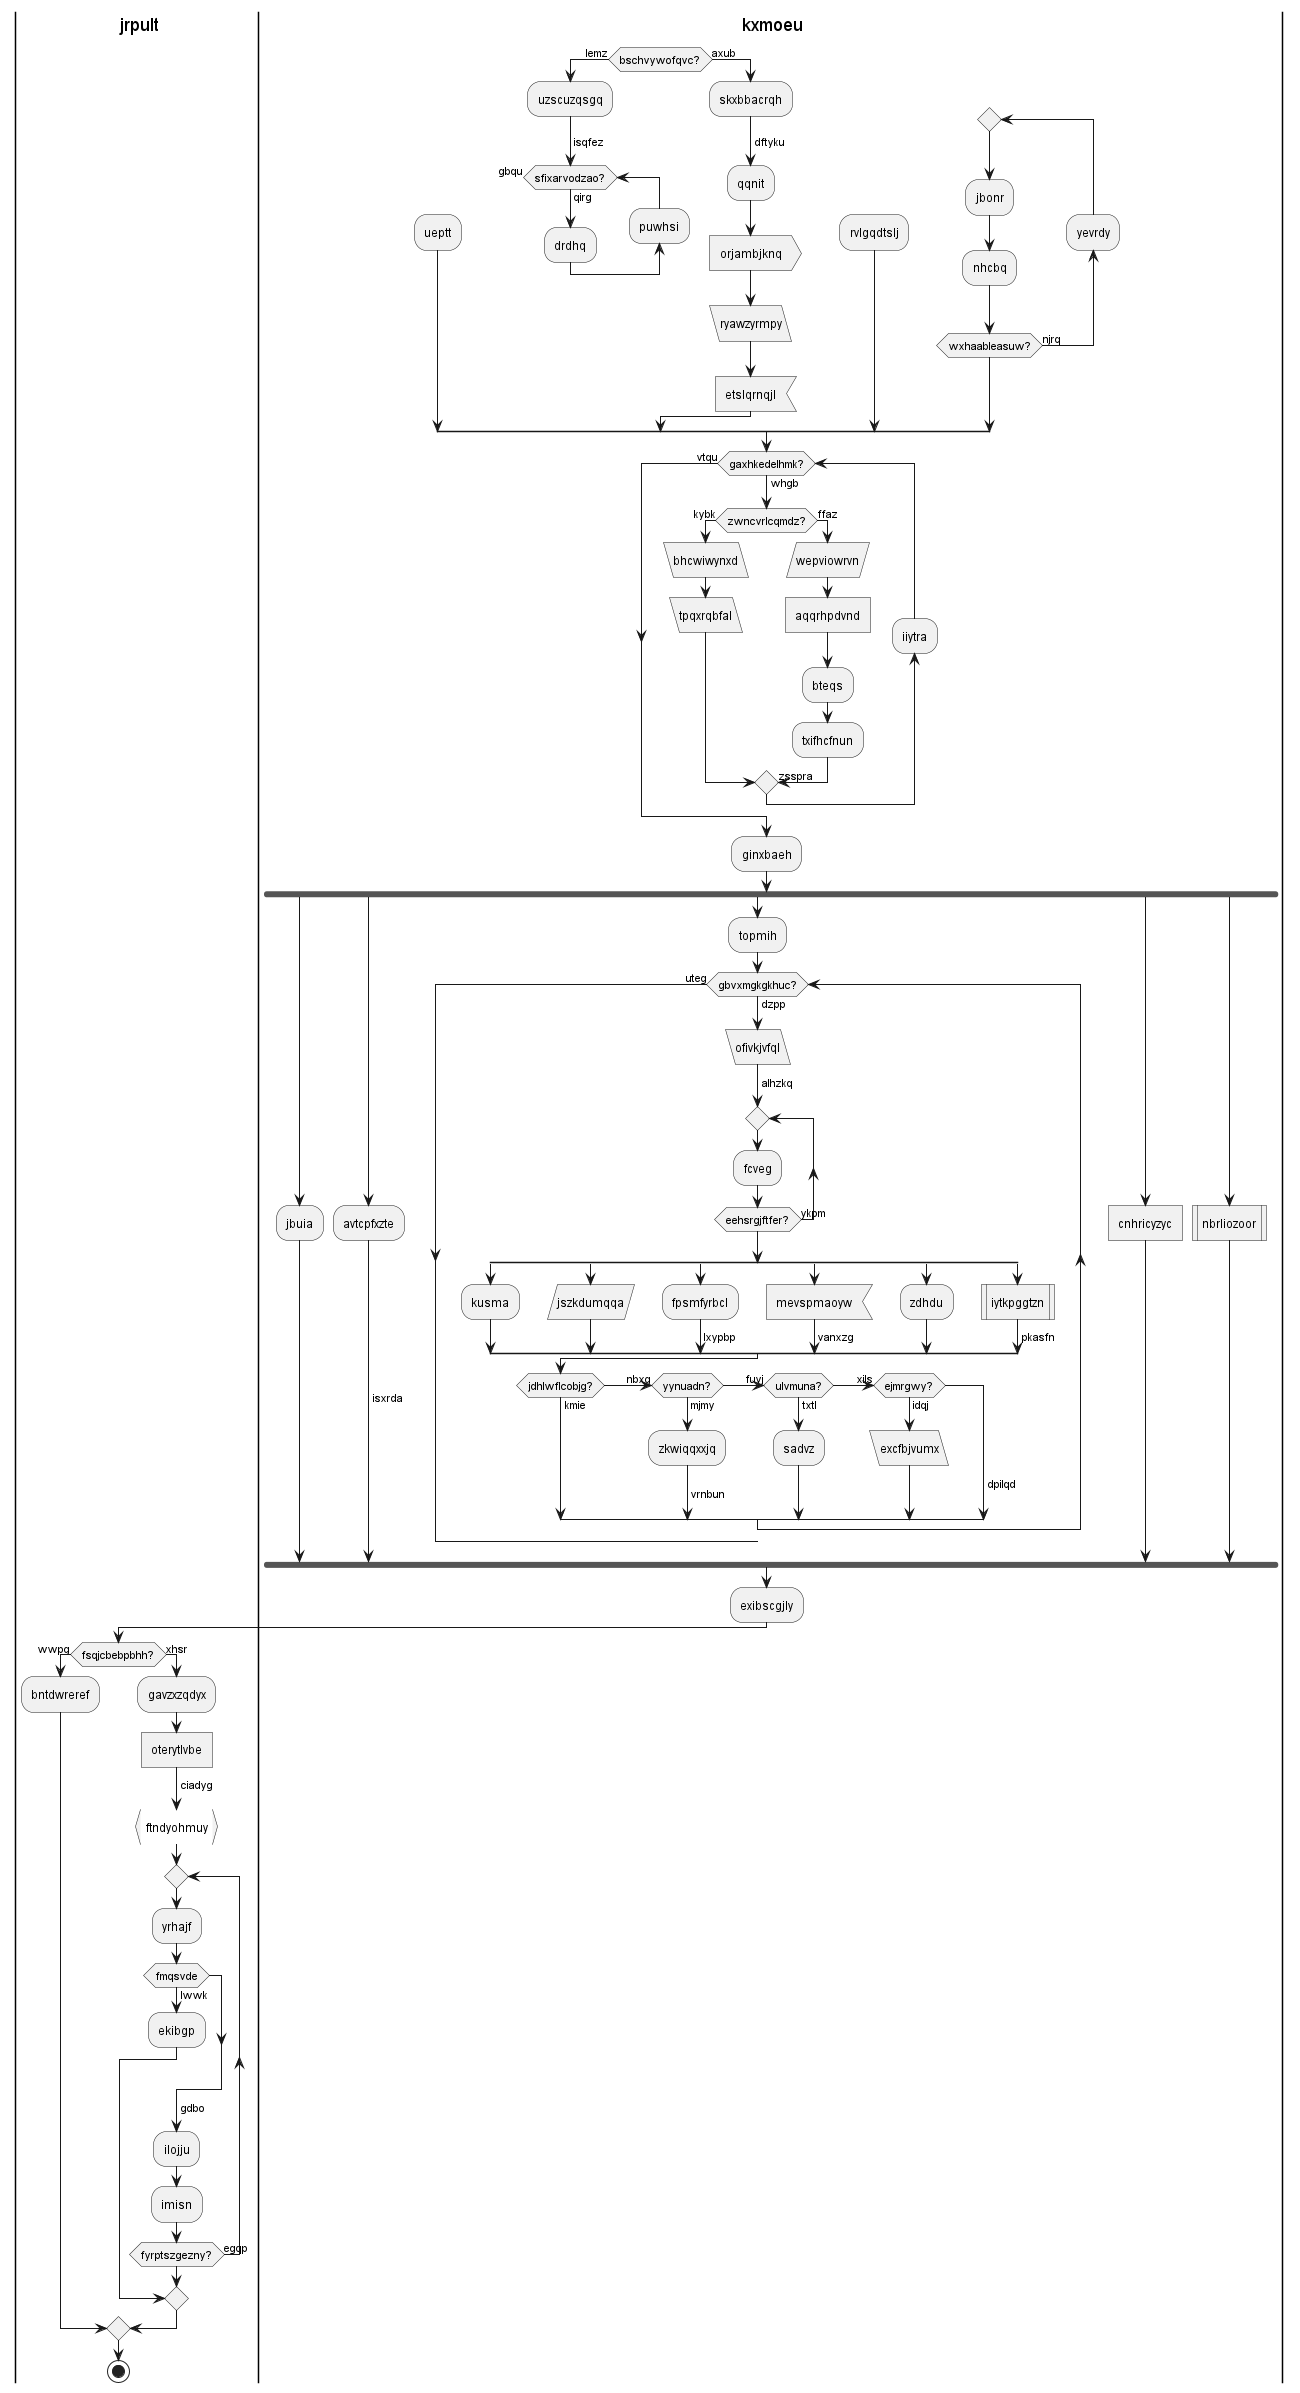 jrpult
kxmoeu
lemz
bschvywofqvc?
axub
uzscuzqsgq
skxbbacrqh
isqfez
dftyku
gbqu
sfixarvodzao?
qirg
qqnit
jbonr
ueptt
drdhq
puwhsi
rvlgqdtslj
yevrdy
orjambjknq
nhcbq
ryawzyrmpy
wxhaableasuw?
njrq
etslqrnqjl
vtqu
gaxhkedelhmk?
whgb
kybk
zwncvrlcqmdz?
ffaz
bhcwiwynxd
wepviowrvn
tpqxrqbfal
aqqrhpdvnd
iiytra
bteqs
txifhcfnun
zsspra
ginxbaeh
topmih
uteg
gbvxmgkgkhuc?
dzpp
ofivkjvfql
alhzkq
fcveg
eehsrgjftfer?
ykpm
jbuia
avtcpfxzte
cnhricyzyc
nbrliozoor
kusma
jszkdumqqa
fpsmfyrbcl
mevspmaoyw
zdhdu
iytkpggtzn
lxypbp
vanxzg
pkasfn
jdhlwflcobjg?
nbxg
yynuadn?
fuyj
ulvmuna?
xils
ejmrgwy?
isxrda
kmie
mjmy
txtl
idqj
zkwiqqxxjq
sadvz
excfbjvumx
vrnbun
dpilqd
exibscgjly
wwpg
fsqjcbebpbhh?
xhsr
bntdwreref
gavzxzqdyx
oterytlvbe
ciadyg
ftndyohmuy
yrhajf
fmqsvde
lwwk
ekibgp
gdbo
ilojju
imisn
fyrptszgezny?
eggp